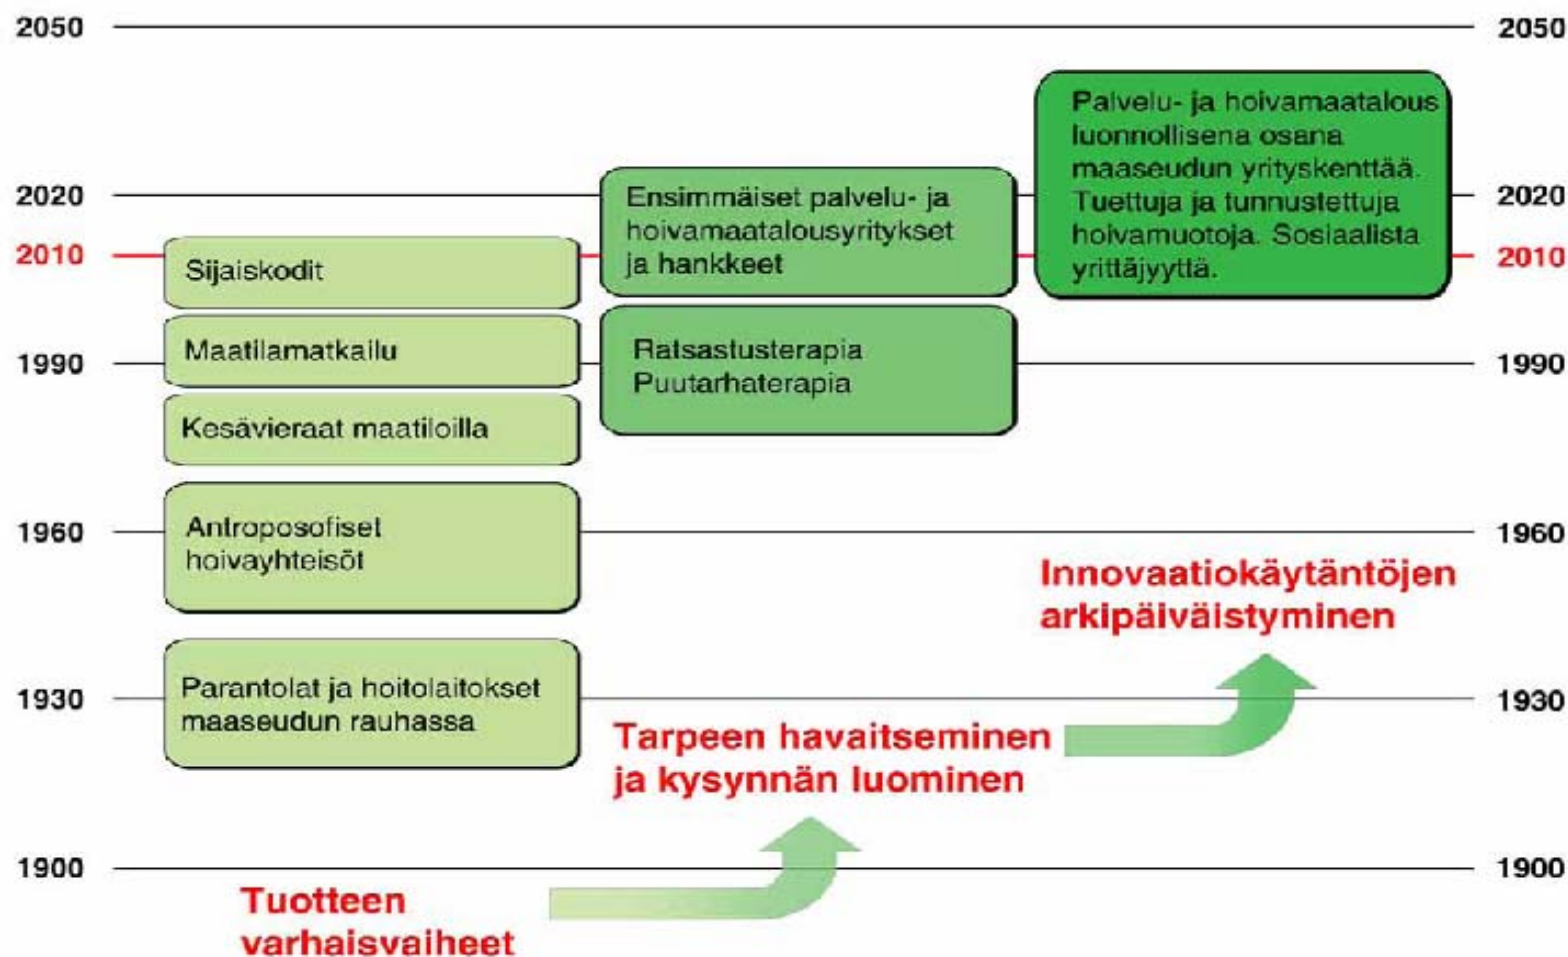 2050
2050
Palvelu- ja hoivamaatalous
luonnollisena osana
maaseudun yrityskenttää.
Tuettuja ja tunnustettuja
hoivamuotoja. Sosiaalista
yrittäjyyttä.
2020
2020
Ensimmäiset palvelu- ja
hoivamaatalousyritykset
ja hankkeet
2010
2010
Sijaiskodit
Maatilamatkailu
1990
1990
Ratsastusterapia
Puutarhaterapia
Kesävieraat maatiloilla
Antroposofiset
hoivayhteisöt
1960
1960
Innovaatiokäytäntöjen
arkipäiväistyminen
Parantolat ja hoitolaitokset
maaseudun rauhassa
1930
1930
Tarpeen havaitseminen
ja kysynnän luominen
1900
1900
Tuotteen
varhaisvaiheet